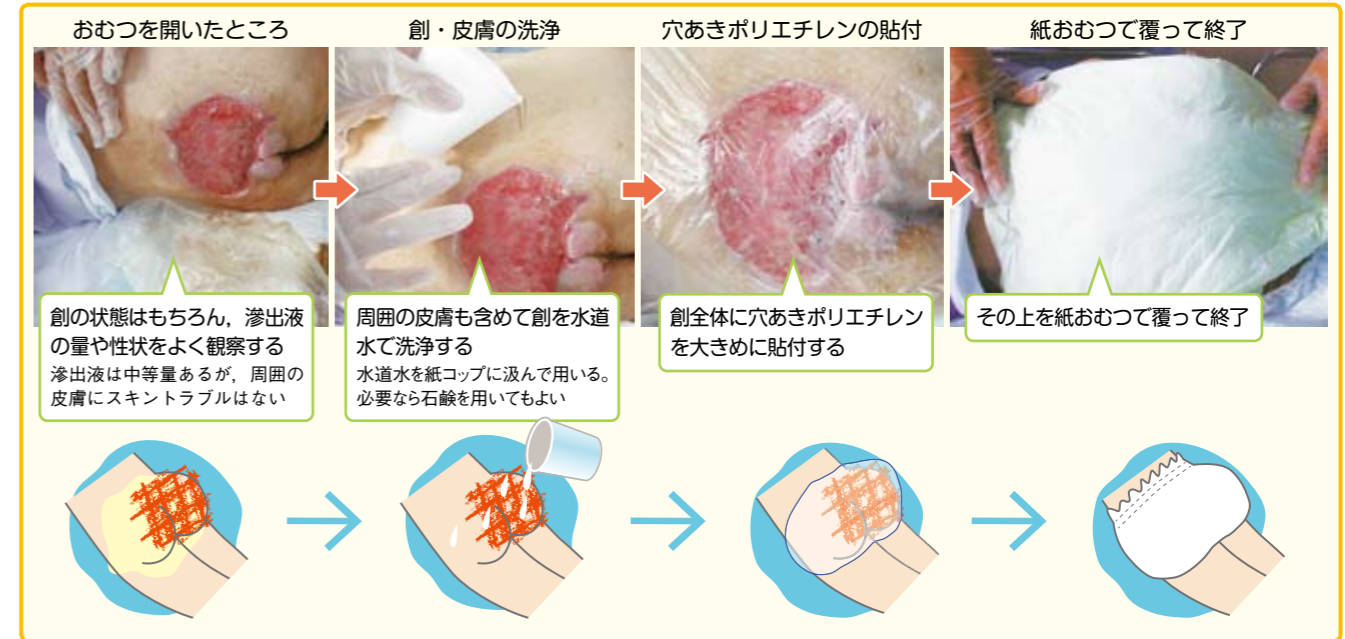 おむつを開いたところ
創・皮膚の洗浄
穴あきポリエチレンの貼付
紙おむつで覆って終了
創の状態はもちろん，滲出液
の量や性状をよく観察する
滲出液は中等量あるが，周囲の
皮膚にスキントラブルはない
周囲の皮膚も含めて創を水道
水で洗浄する
水道水を紙コップに汲んで用いる。
必要なら石鹸を用いてもよい
創全体に穴あきポリエチレン
を大きめに貼付する
その上を紙おむつで覆って終了